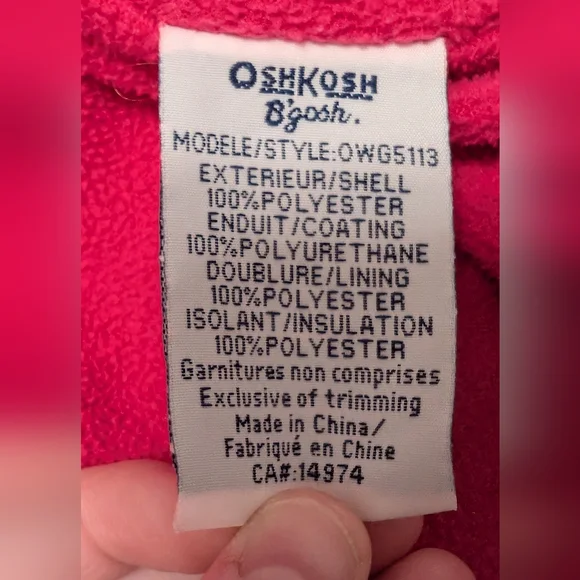 OSHKOSH
B'gosh.
MODELE/STYLE:OWG5113
EXTERIEUR/SHELL
100%POLYESTER
ENDUIT/COATING
100%POLYURETHANE
DOUBLURE/LINING
100%POLYESTER
ISOLANT/INSULATION
100%POLYESTER
Garnitures non comprises
Exclusive of trimming
Made in China/
Fabriqué en Chine
CA#:14974